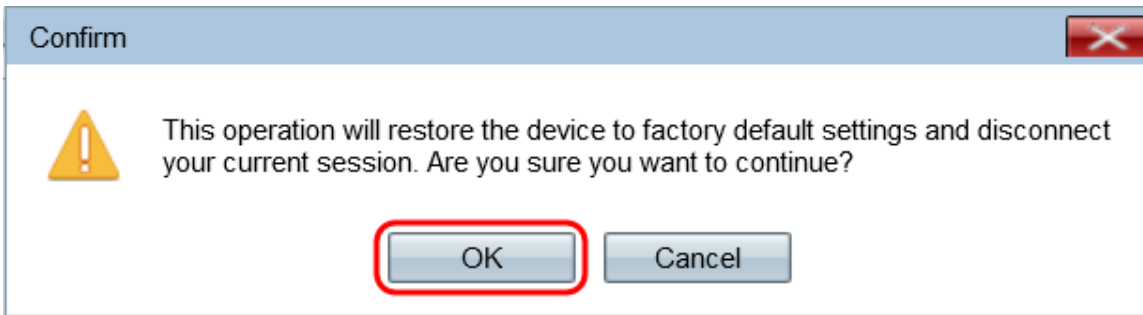 Confirm
This operation will restore the device to factory default settings and disconnect
your current session. Are you sure you want to continue?
OK
Cancel